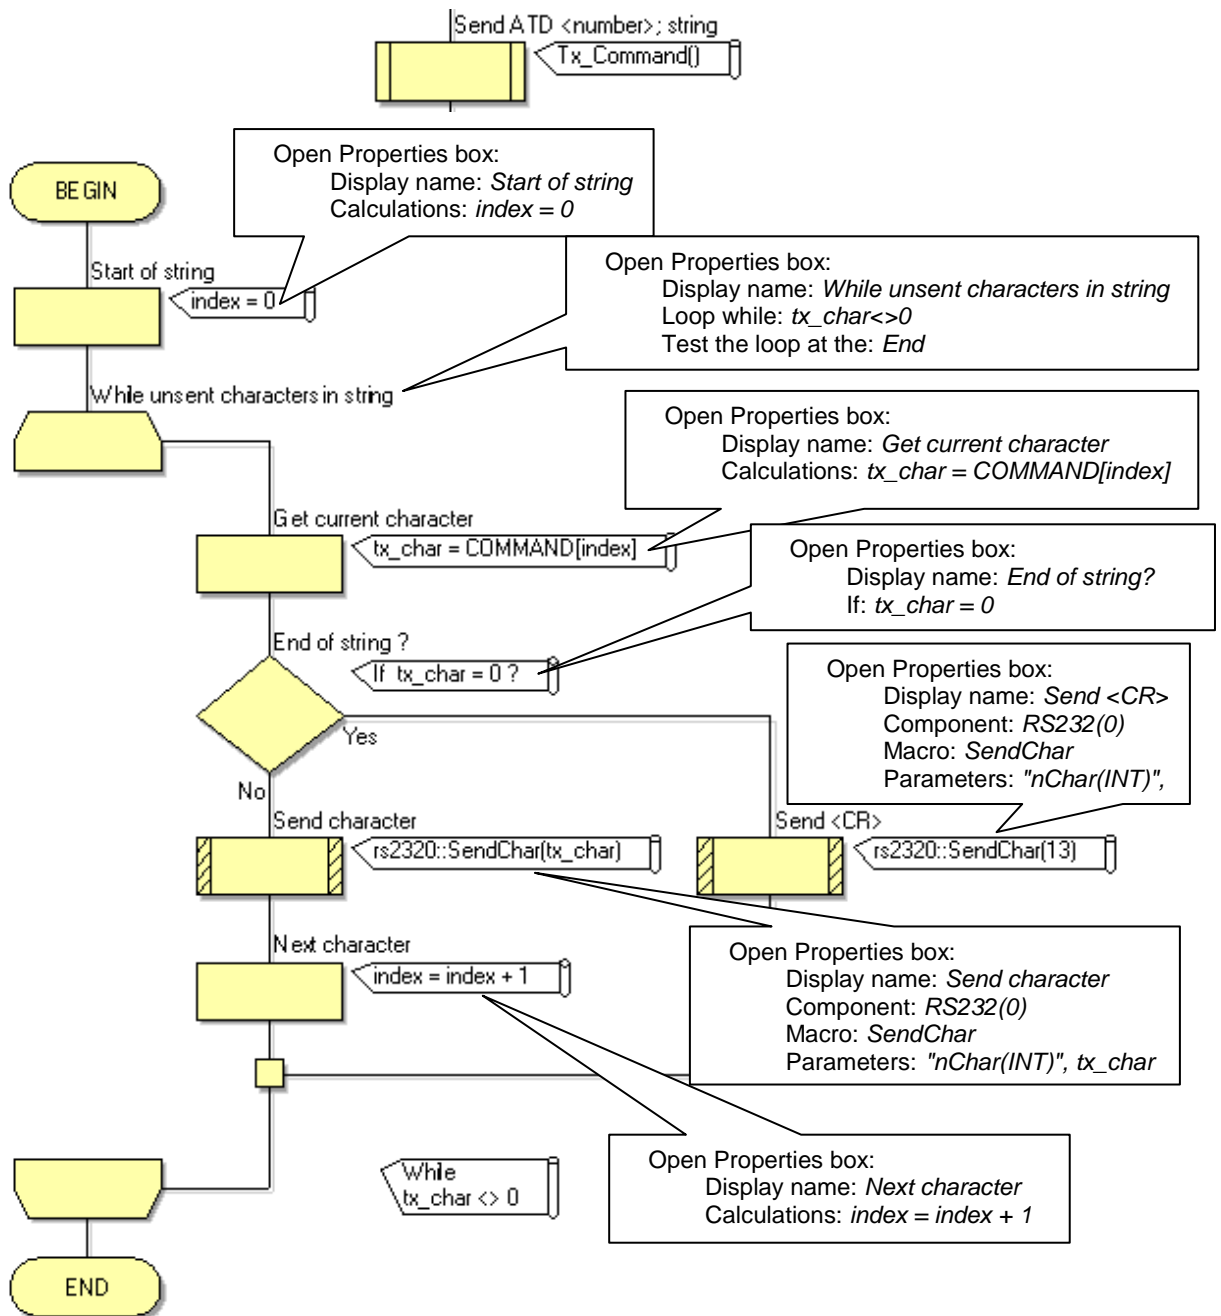 Send ATD <number>; string
Tx_Command()
Open Properties box:
Display name: Start of string
Calculations: index = 0
BEGIN
Start of string
index = 0
Open Properties box:
Display name: While unsent characters in string
Loop while: tx_char<>0
Test the loop at the: End
While unsent characters in string
Open Properties box:
Display name: Get current character
Calculations: tx_char = COMMAND[index]
Get current character
tx_char = COMMAND[index]
Open Properties box:
Display name: End of string?
If: tx_char = 0
End of string ?
If tx_char = 0 ?
Yes
No
Open Properties box:
Display name: Send <CR>
Component: RS232(0)
Macro: SendChar
Parameters: "nChar(INT)",
Send character
rs2320::SendChar(tx_char)
Send <CR>
rs2320::SendChar(13)
Open Properties box:
Display name: Send character
Component: RS232(0)
Macro: SendChar
Parameters: "nChar(INT)", tx_char
Next character
index = index + 1
Open Properties box:
Display name: Next character
Calculations: index = index + 1
While
tx_char <> 0
END